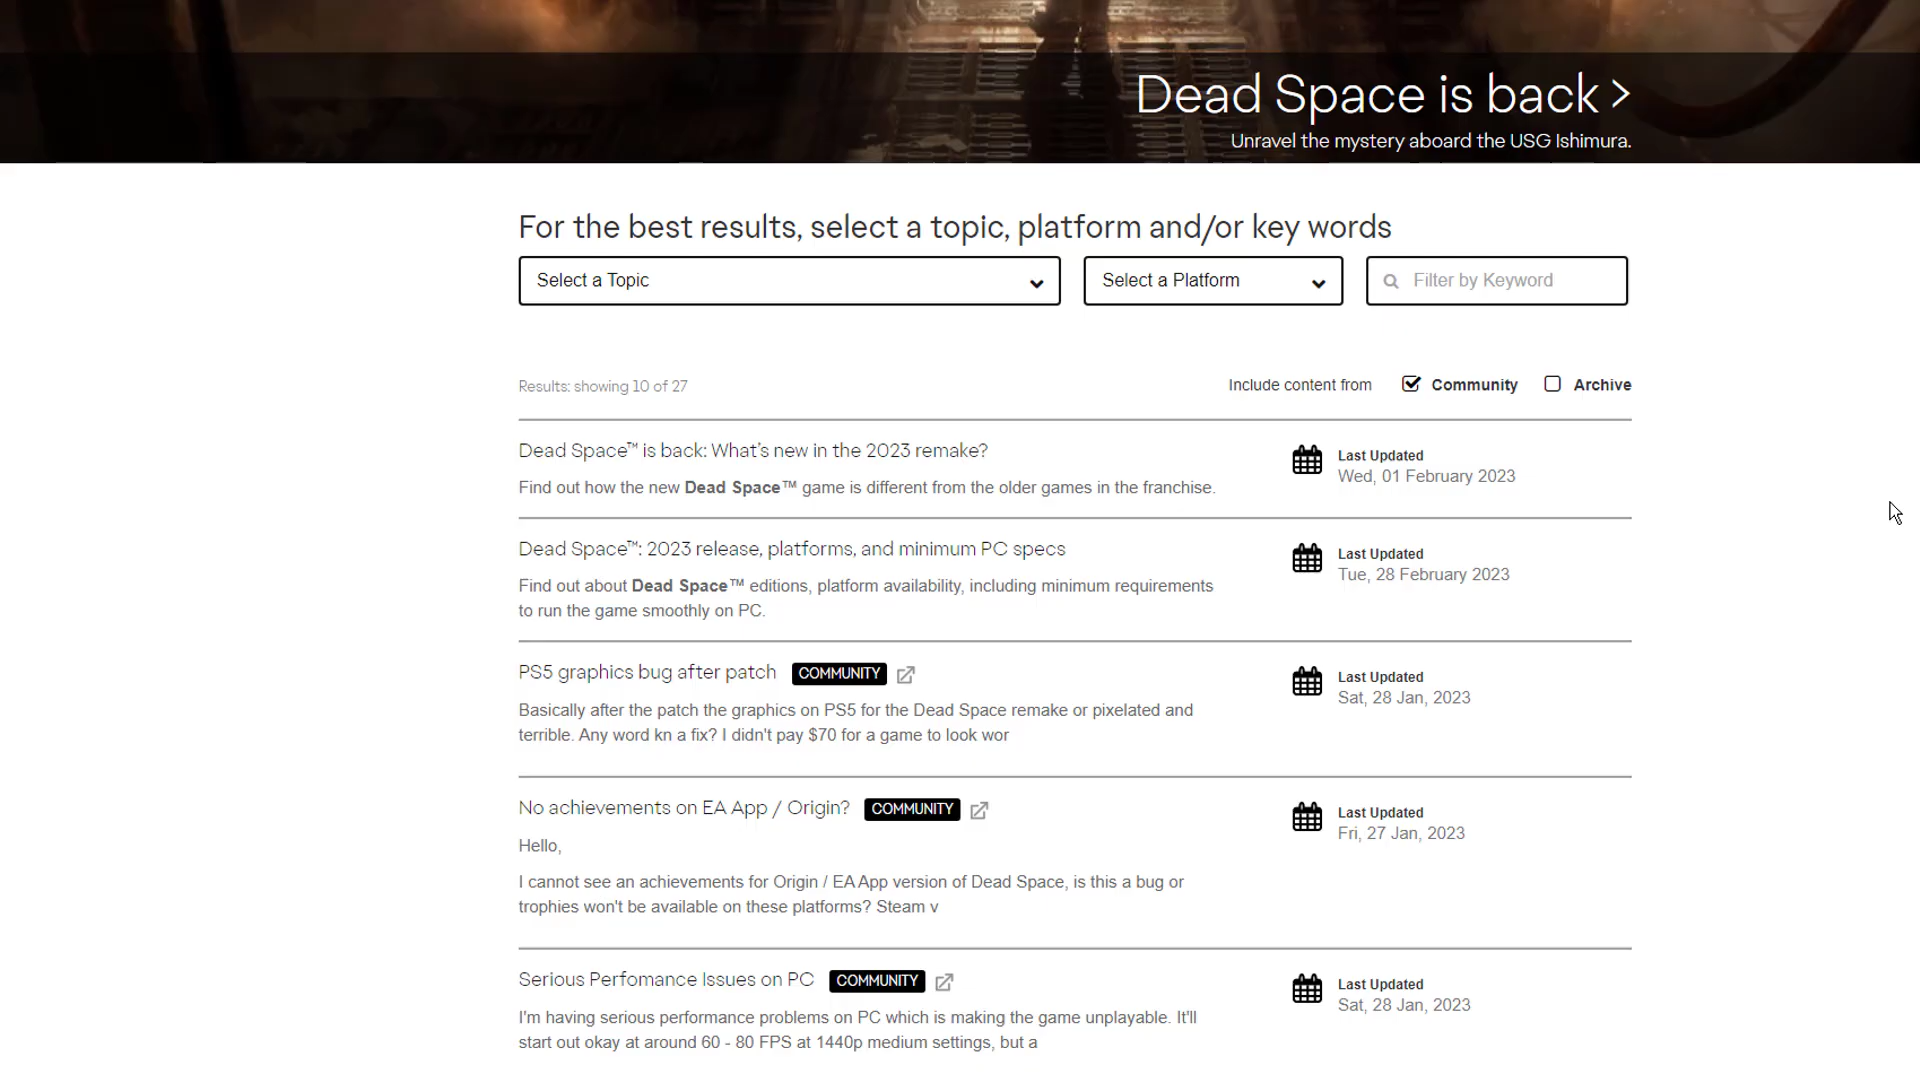 Dead Space is back >
Unravel the mystery aboard the USG Ishimura.
For the best results, select a topic, platform and/or key words
Select a Topic
Select a Platform
Filter by Keyword
Results: showing 10 of 27
Include content from
Community
Archive
Dead Space™ is back: What's new in the 2023 remake?
Find out how the new Dead Space™ game is different from the older games in the franchise.
Last Updated
Wed, 01 February 2023
Dead Space™: 2023 release, platforms, and minimum PC specs
Find out about Dead Space™ editions, platform availability, including minimum requirements
to run the game smoothly on PC.
Last Updated
Tue, 28 February 2023
PS5 graphics bug after patch COMMUNITY
Basically after the patch the graphics on PS5 for the Dead Space remake or pixelated and
terrible. Any word kn a fix? I didn't pay $70 for a game to look wor
Last Updated
Sat, 28 Jan, 2023
No achievements on EA App / Origin? COMMUNITY
Hello,
I cannot see an achievements for Origin / EA App version of Dead Space, is this a bug or
trophies won't be available on these platforms? Steam v
Last Updated
Fri, 27 Jan, 2023
Serious Perfomance Issues on PC COMMUNITY
I'm having serious performance problems on PC which is making the game unplayable. It'll
start out okay at around 60 - 80 FPS at 1440p medium settings, but a
Last Updated
Sat, 28 Jan, 2023